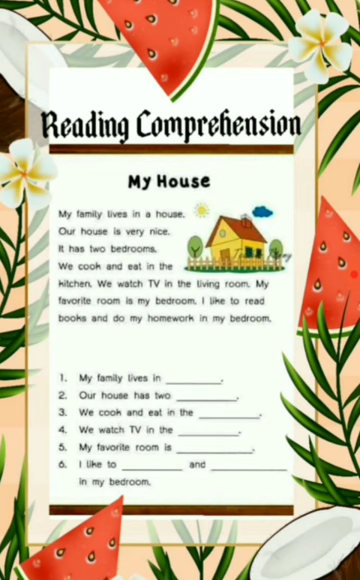 Reading Comprehension
My House
My family lives in a house.
Our house is very nice.
It has two bedrooms.
We cook and eat in the
kitchen. We watch TV in the living room. My
favorite room is my bedroom. I like to read
books and do my homework in my bedroom.
1. My family lives in __________.
2. Our house has two __________.
3. We cook and eat in the __________.
4. We watch TV in the __________.
5. My favorite room is __________.
6. I like to __________ and __________
in my bedroom.